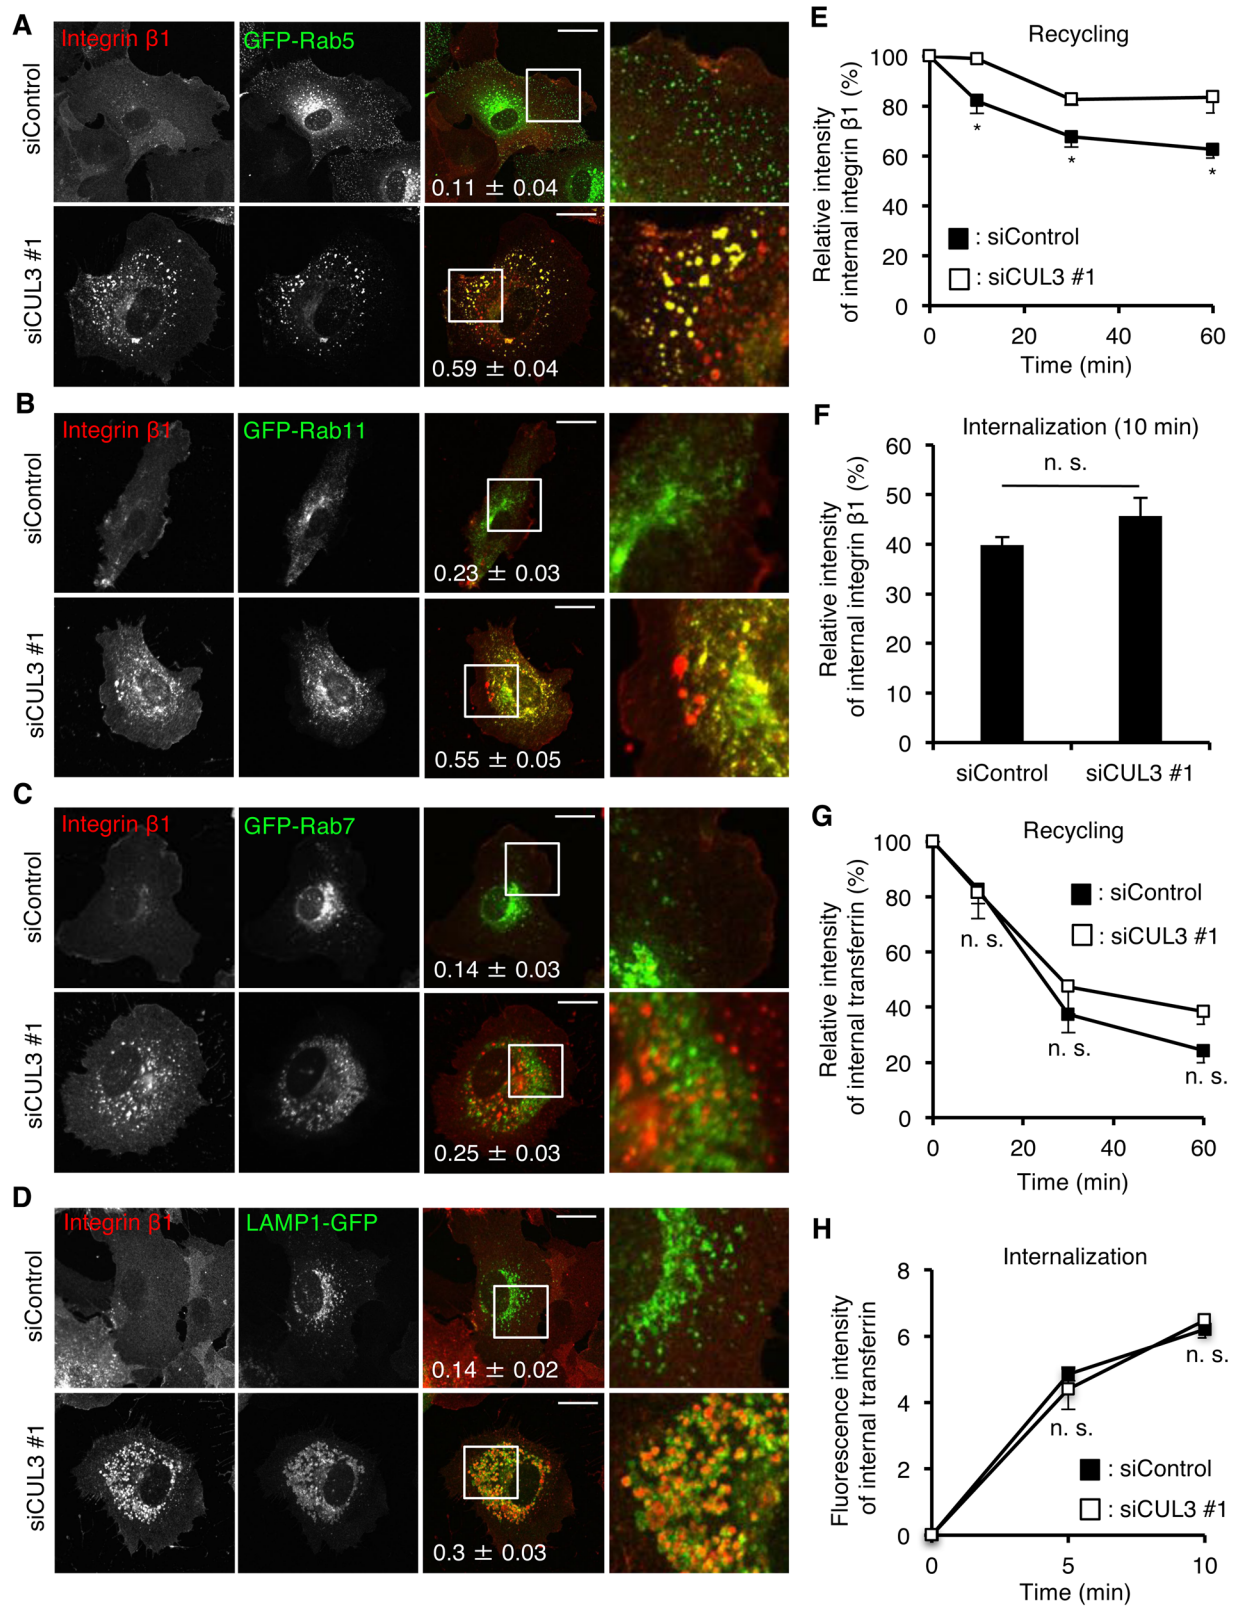 A
Integrin β1
GFP-Rab5
siControl
0.11 ± 0.04
siCUL3 #1
0.59 ± 0.04
B
Integrin β1
GFP-Rab11
siControl
0.23 ± 0.03
siCUL3 #1
0.55 ± 0.05
C
Integrin β1
GFP-Rab7
siControl
0.14 ± 0.03
siCUL3 #1
0.25 ± 0.03
D
Integrin β1
LAMP1-GFP
siControl
0.14 ± 0.02
siCUL3 #1
0.3 ± 0.03
E
Recycling
Relative intensity
of internal integrin β1 (%)
100
80
60
40
20
0
*
*
*
: siControl
: siCUL3 #1
0 20 40 60
Time (min)
F
Internalization (10 min)
n. s.
Relative intensity
of internal integrin β1 (%)
60
50
40
30
20
10
0
siControl siCUL3 #1
G
Recycling
Relative intensity
of internal transferrin (%)
100
80
60
40
20
0
: siControl
: siCUL3 #1
n. s.
n. s.
n. s.
0 20 40 60
Time (min)
H
Internalization
Fluorescence intensity
of internal transferrin
8
6
4
2
0
n. s.
n. s.
: siControl
: siCUL3 #1
0 5 10
Time (min)